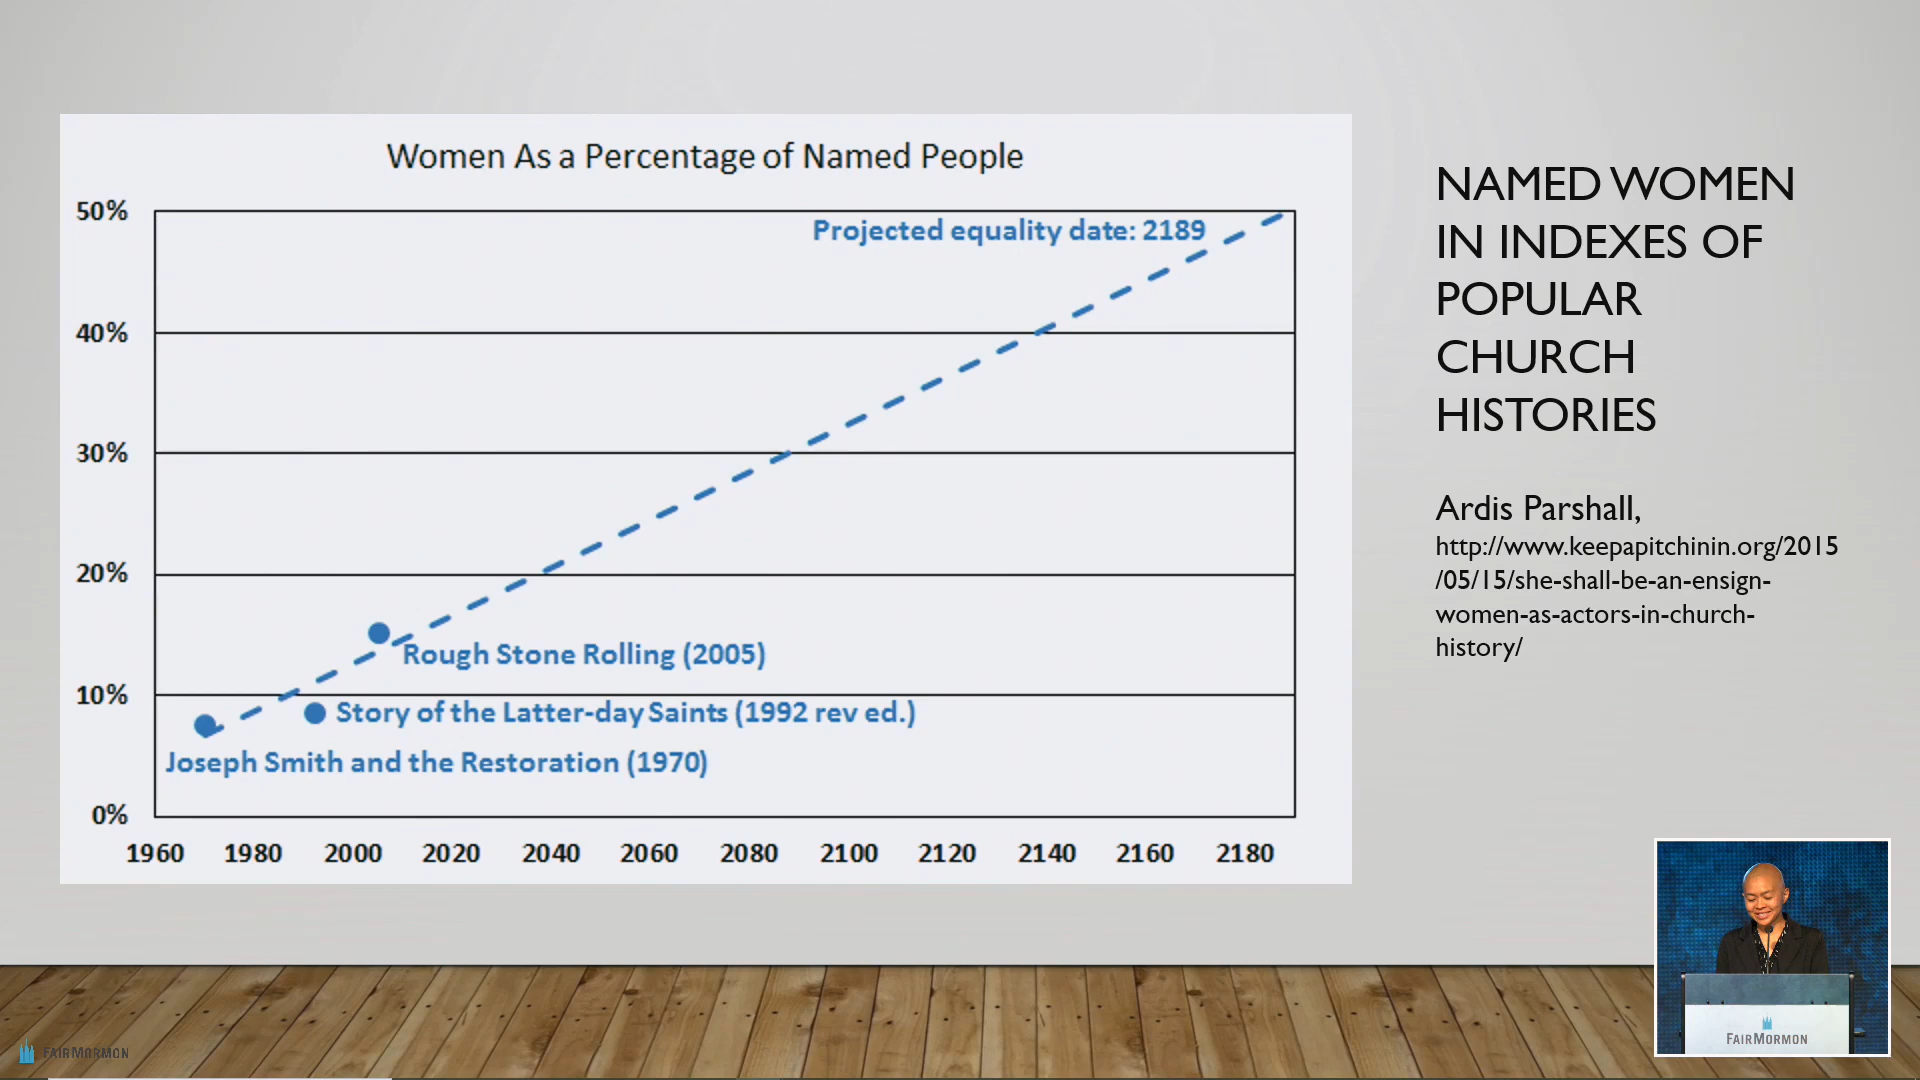 Women As a Percentage of Named People
50%
40%
30%
20%
10%
0%
Projected equality date: 2189
Rough Stone Rolling (2005)
Story of the Latter-day Saints (1992 rev ed.)
Joseph Smith and the Restoration (1970)
1960 1980 2000 2020 2040 2060 2080 2100 2120 2140 2160 2180
NAMED WOMEN
IN INDEXES OF
POPULAR
CHURCH
HISTORIES
Ardis Parshall,
http://www.keepapitchinin.org/2015
/05/15/she-shall-be-an-ensign-
women-as-actors-in-church-
history/
FAIRMORMON
FAIRMORMON